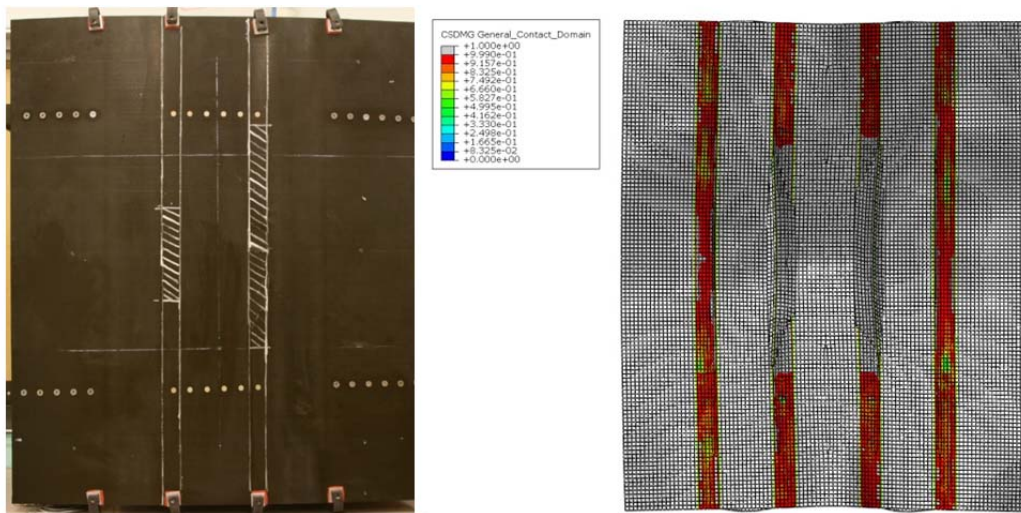 CSDMG General_Contact_Domain
+1.000e+00
+9.990e-01
+9.157e-01
+8.325e-01
+7.492e-01
+6.660e-01
+5.827e-01
+4.995e-01
+4.162e-01
+3.330e-01
+2.498e-01
+1.665e-01
+8.325e-02
+0.000e+00